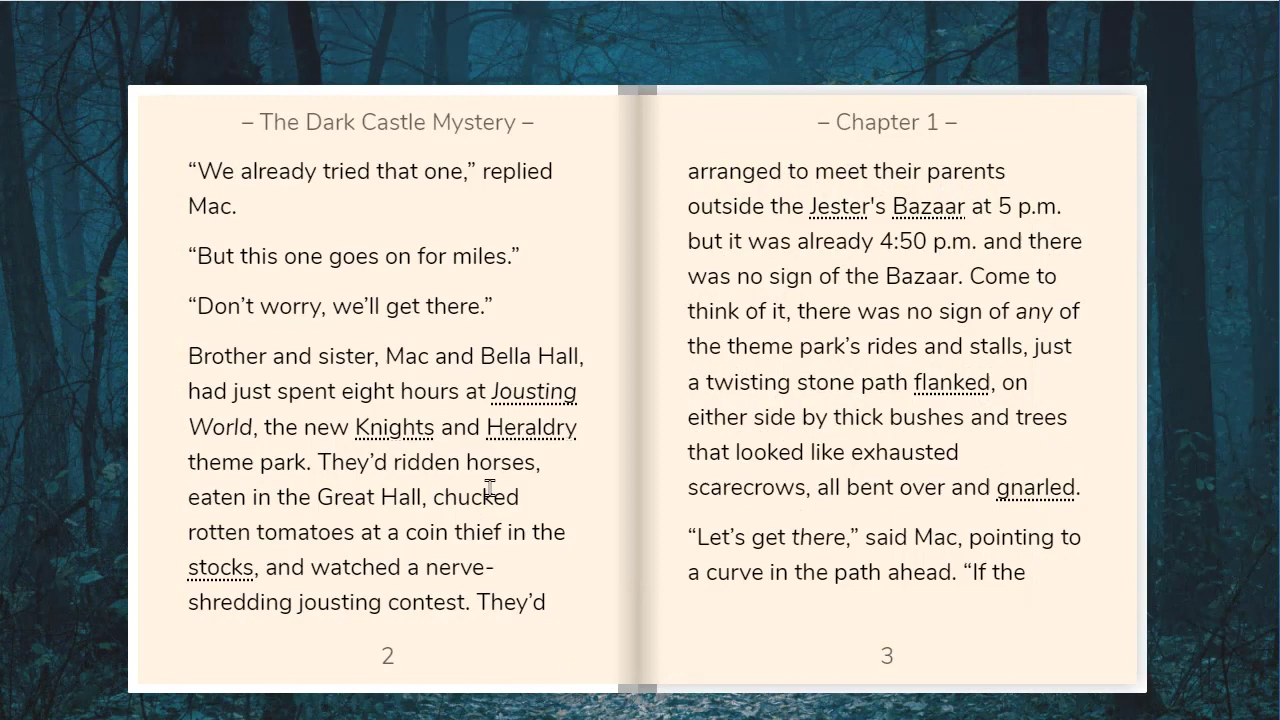 – The Dark Castle Mystery –
“We already tried that one,” replied
Mac.
“But this one goes on for miles.”
“Don’t worry, we’ll get there.”
Brother and sister, Mac and Bella Hall,
had just spent eight hours at Jousting
World, the new Knights and Heraldry
theme park. They’d ridden horses,
eaten in the Great Hall, chucked
rotten tomatoes at a coin thief in the
stocks, and watched a nerve-
shredding jousting contest. They’d
2
– Chapter 1 –
arranged to meet their parents
outside the Jester's Bazaar at 5 p.m.
but it was already 4:50 p.m. and there
was no sign of the Bazaar. Come to
think of it, there was no sign of any of
the theme park’s rides and stalls, just
a twisting stone path flanked, on
either side by thick bushes and trees
that looked like exhausted
scarecrows, all bent over and gnarled.
“Let’s get there,” said Mac, pointing to
a curve in the path ahead. “If the
3